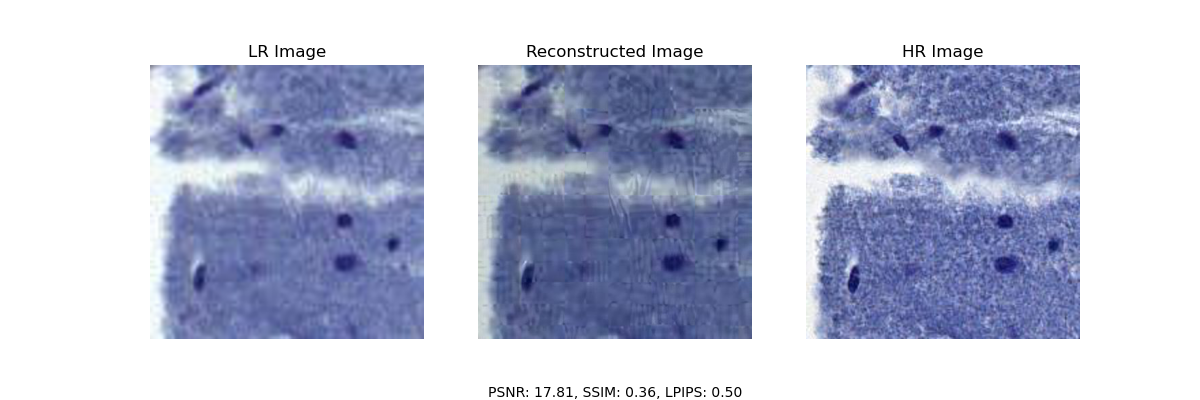 LR Image
Reconstructed Image
HR Image
PSNR: 17.81, SSIM: 0.36, LPIPS: 0.50